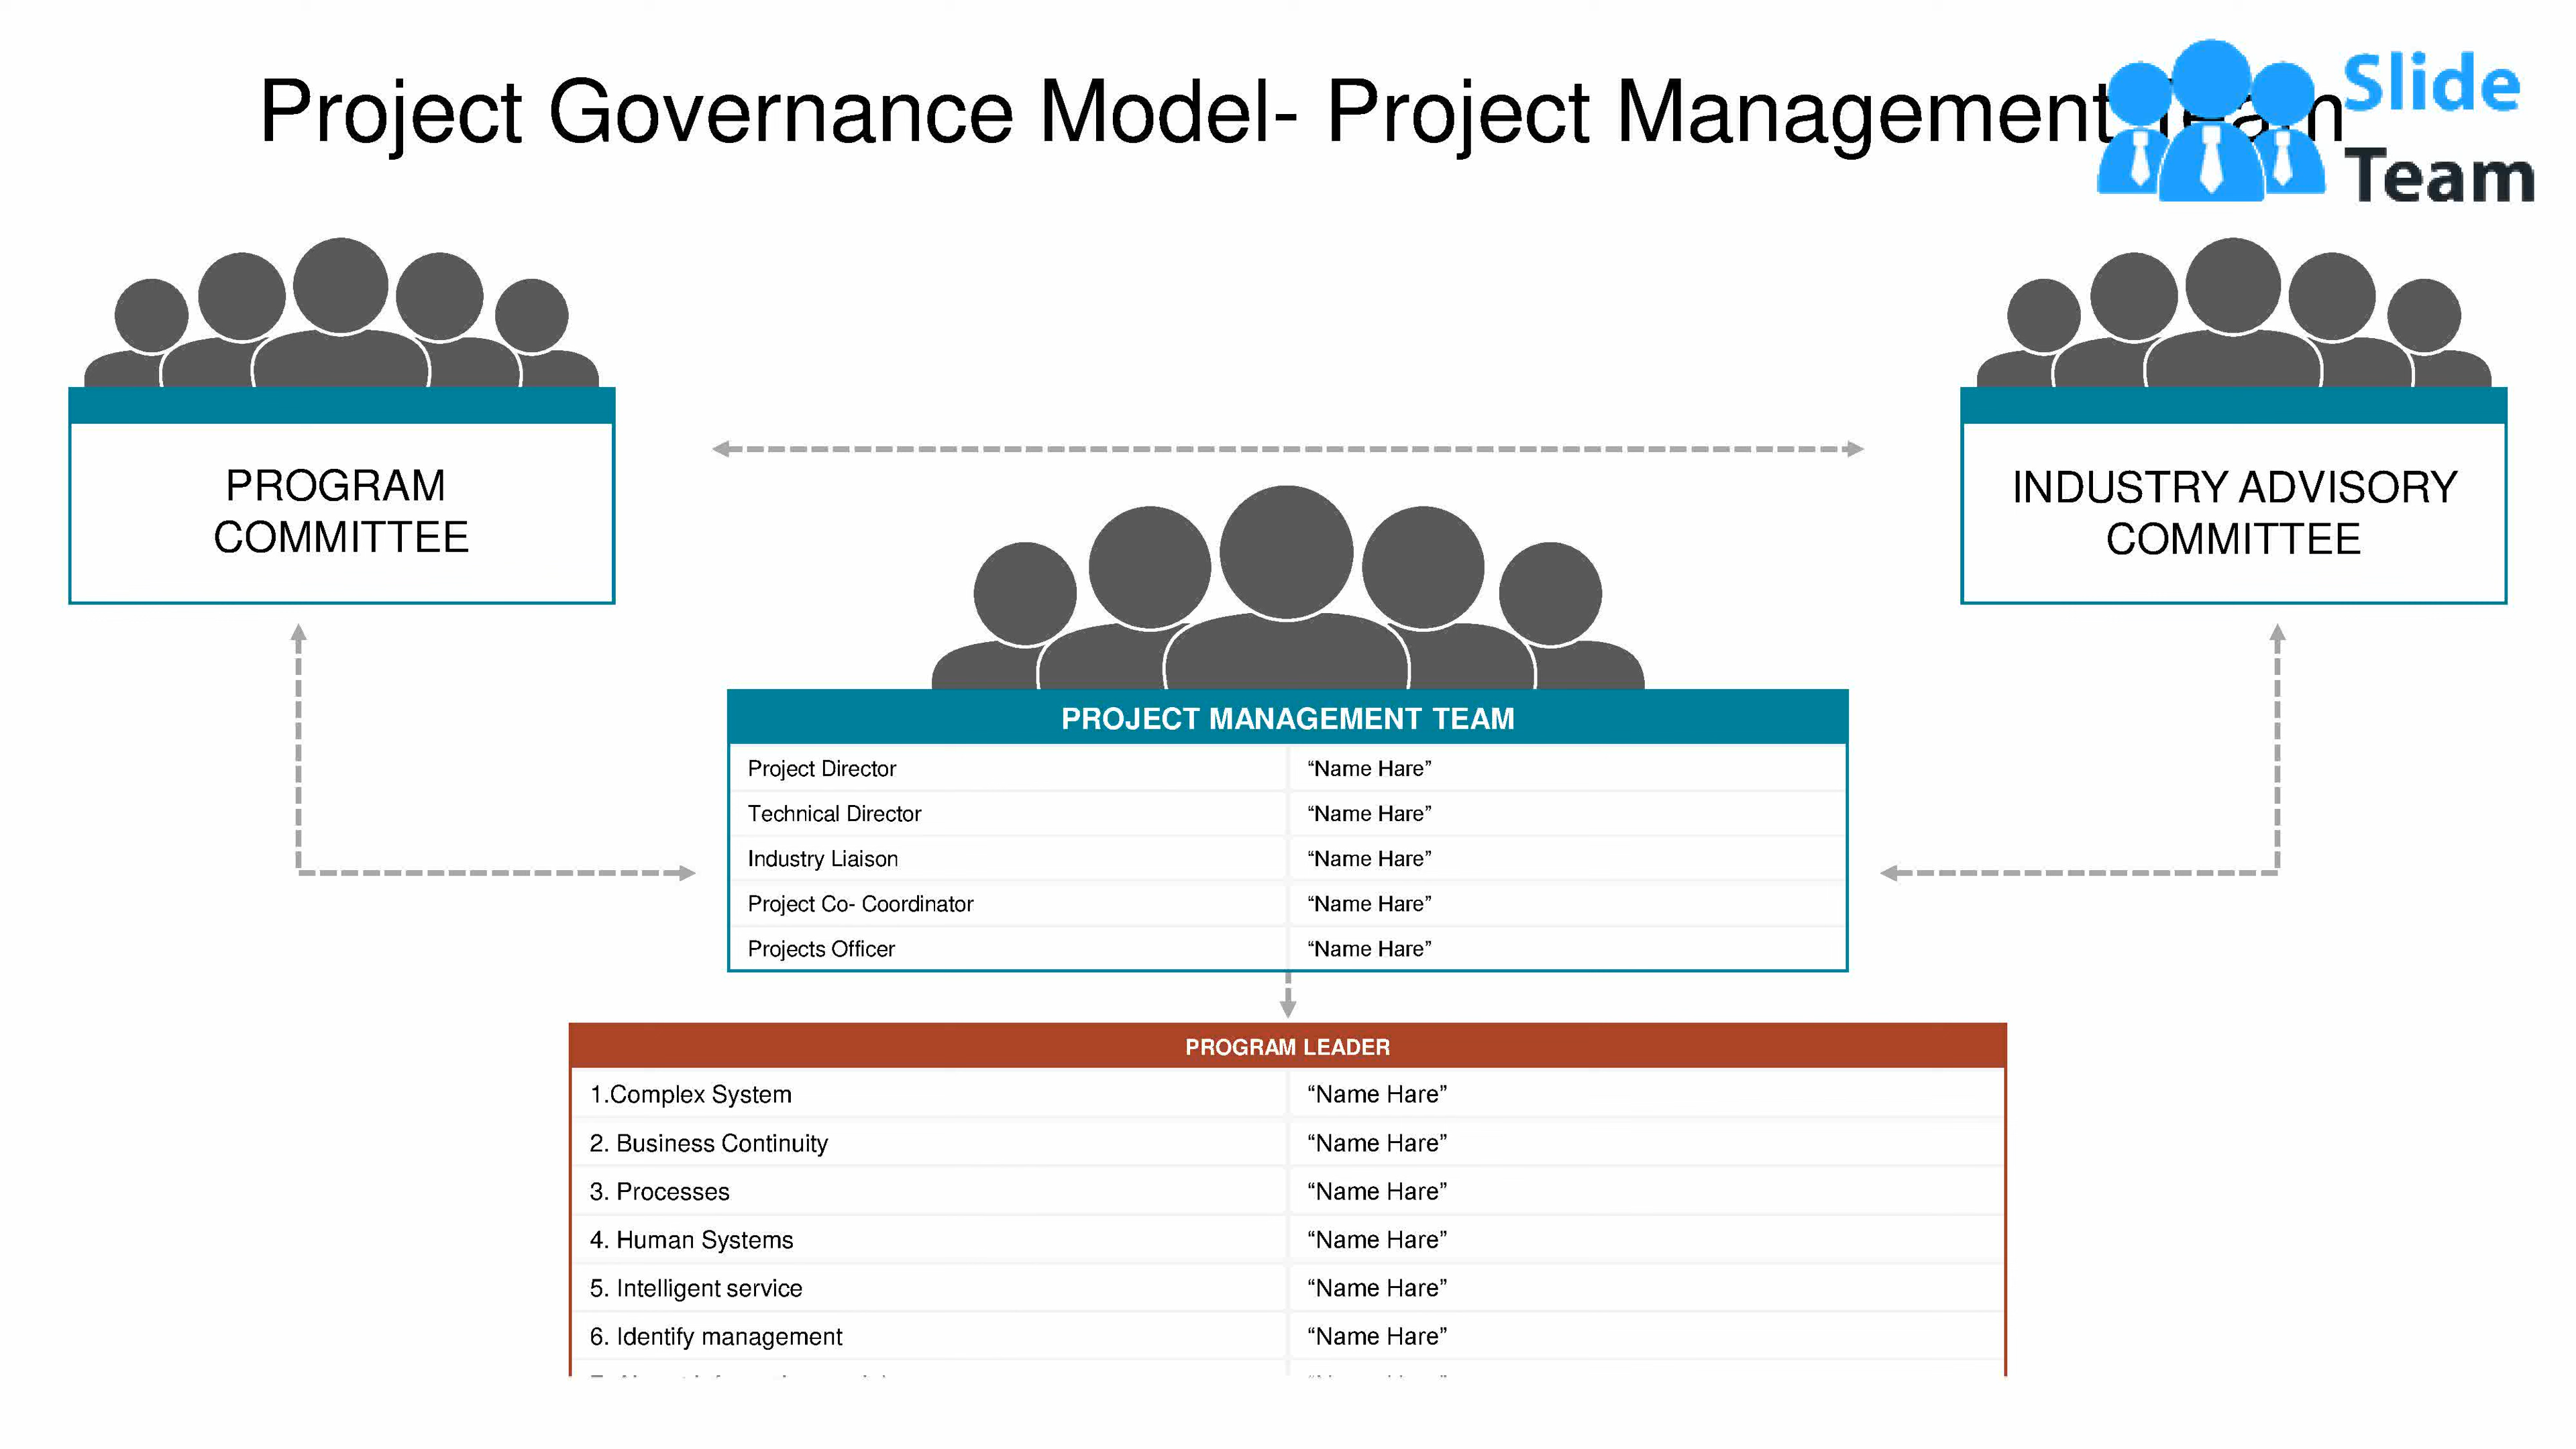 Project Governance Model- Project Management Team
Slide
Team
PROGRAM
COMMITTEE
INDUSTRY ADVISORY
COMMITTEE
PROJECT MANAGEMENT TEAM
Project Director “Name Hare”
Technical Director “Name Hare”
Industry Liaison “Name Hare”
Project Co- Coordinator “Name Hare”
Projects Officer “Name Hare”
PROGRAM LEADER
1.Complex System “Name Hare”
2. Business Continuity “Name Hare”
3. Processes “Name Hare”
4. Human Systems “Name Hare”
5. Intelligent service “Name Hare”
6. Identify management “Name Hare”